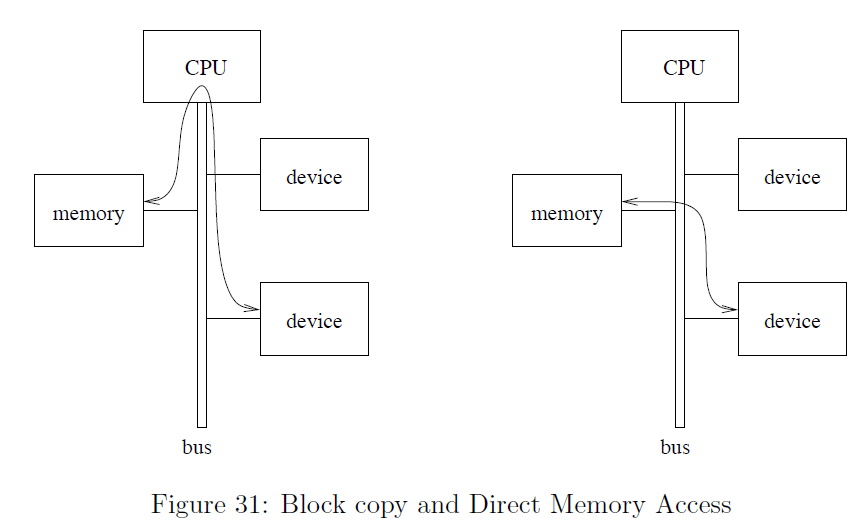 CPU
device
memory
device
bus
CPU
device
memory
device
bus
Figure 31: Block copy and Direct Memory Access